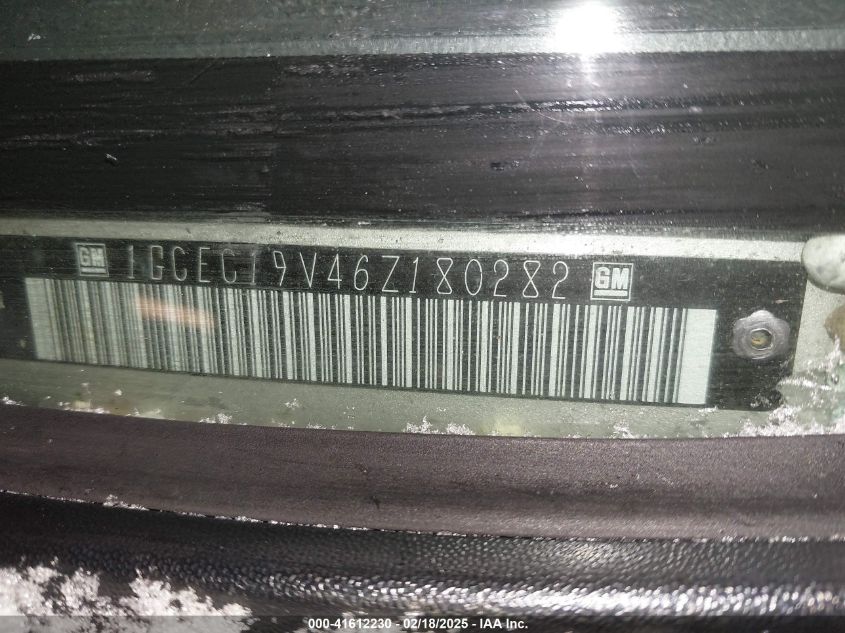 GM 1GCEC19V46Z180282 GM
000-41612230 - 02/18/2025 - IAA Inc.